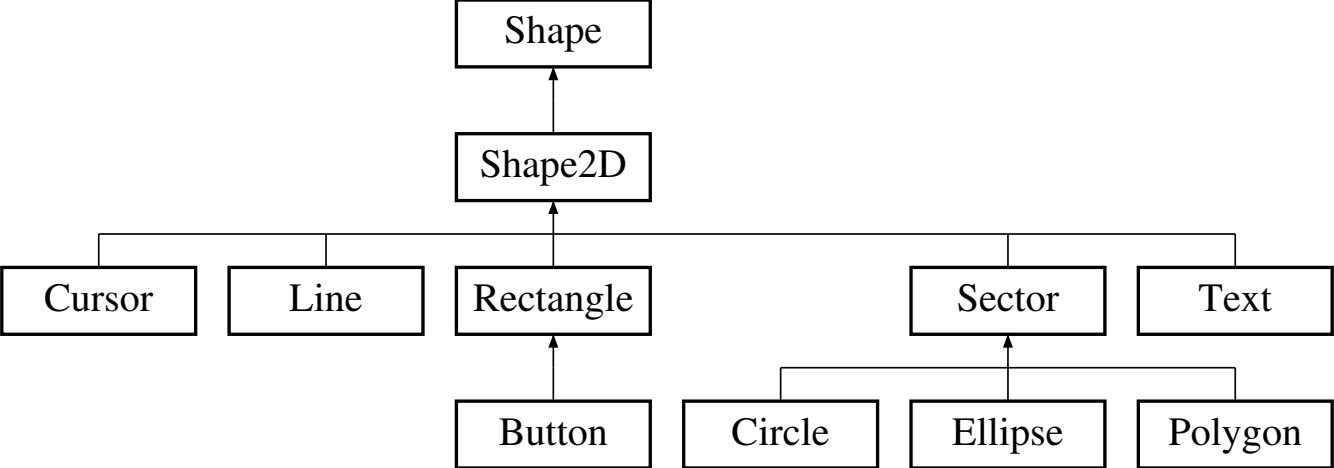 Shape
Shape2D
Cursor
Line
Rectangle
Sector
Text
Button
Circle
Ellipse
Polygon